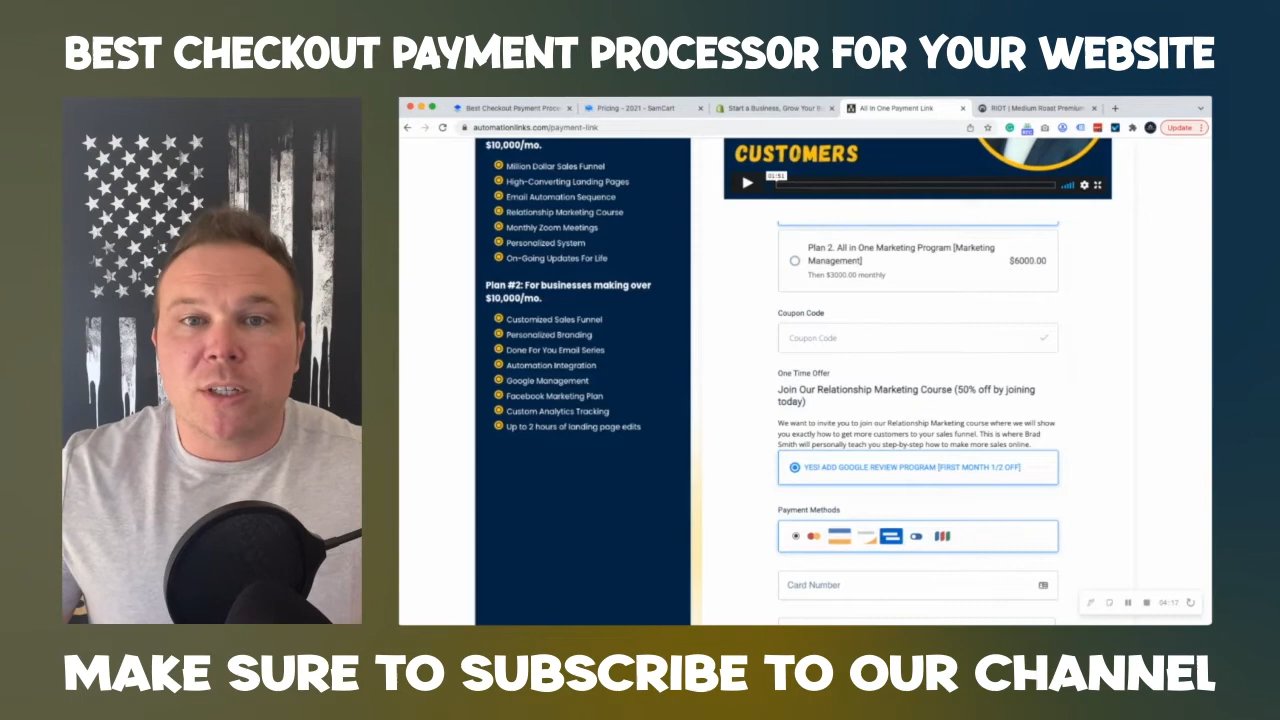 BEST CHECKOUT PAYMENT PROCESSOR FOR YOUR WEBSITE
Best Checkout Payment Proce
Pricing - 2021 - SamCart
Start a Business, Grow Your
All In One Payment Link
RIOT | Medium Roast Premium
automationlinks.com/payment-link
Update
$10,000/mo.
Million Dollar Sales Funnel
High-Converting Landing Pages
Email Automation Sequence
Relationship Marketing Course
Monthly Zoom Meetings
Personalized System
On-Going Updates For Life
Plan #2: For businesses making over
$10,000/mo.
Customized Sales Funnel
Personalized Branding
Done For You Email Series
Automation Integration
Google Management
Facebook Marketing Plan
Custom Analytics Tracking
Up to 2 hours of landing page edits
CUSTOMERS
01:51
Plan 2. All in One Marketing Program [Marketing
Management]
$6000.00
Then $3000.00 monthly
Coupon Code
Coupon Code
One Time Offer
Join Our Relationship Marketing Course (50% off by joining
today)
We want to invite you to join our Relationship Marketing course where we will show
you exactly how to get more customers to your sales funnel. This is where Brad
Smith will personally teach you step-by-step how to make more sales online.
YES! ADD GOOGLE REVIEW PROGRAM [FIRST MONTH 1/2 OFF]
Payment Methods
Card Number
04:17
MAKE SURE TO SUBSCRIBE TO OUR CHANNEL